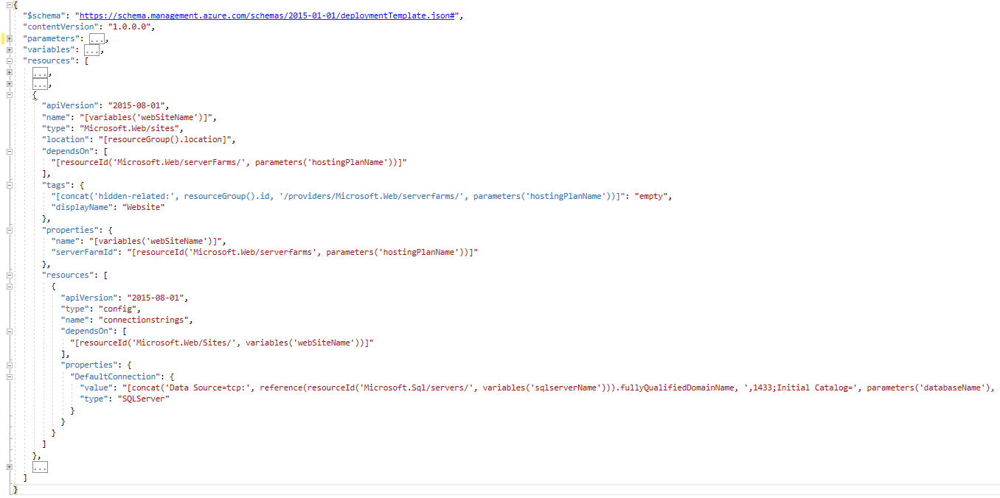 {
"$schema": "https://schema.management.azure.com/schemas/2015-01-01/deploymentTemplate.json#",
"contentVersion": "1.0.0.0",
"parameters": ...,
"variables": ...,
"resources": [
...,
...,
{
"apiVersion": "2015-08-01",
"name": "[variables('webSiteName')]",
"type": "Microsoft.Web/sites",
"location": "[resourceGroup().location]",
"dependsOn": [
"[resourceId('Microsoft.Web/serverFarms/', parameters('hostingPlanName'))]"
],
"tags": {
"[concat('hidden-related:', resourceGroup().id, '/providers/Microsoft.Web/serverfarms/', parameters('hostingPlanName'))]": "empty",
"displayName": "Website"
},
"properties": {
"name": "[variables('webSiteName')]",
"serverFarmId": "[resourceId('Microsoft.Web/serverfarms', parameters('hostingPlanName'))]"
},
"resources": [
{
"apiVersion": "2015-08-01",
"type": "config",
"name": "connectionstrings",
"dependsOn": [
"[resourceId('Microsoft.Web/Sites/', variables('webSiteName'))]"
],
"properties": {
"DefaultConnection": {
"value": "[concat('Data Source=tcp:', reference(resourceId('Microsoft.Sql/servers/', variables('sqlserverName'))).fullyQualifiedDomainName, ',1433;Initial Catalog=', parameters('databaseName'),
"type": "SQLServer"
}
}
}
]
},
...
]
}